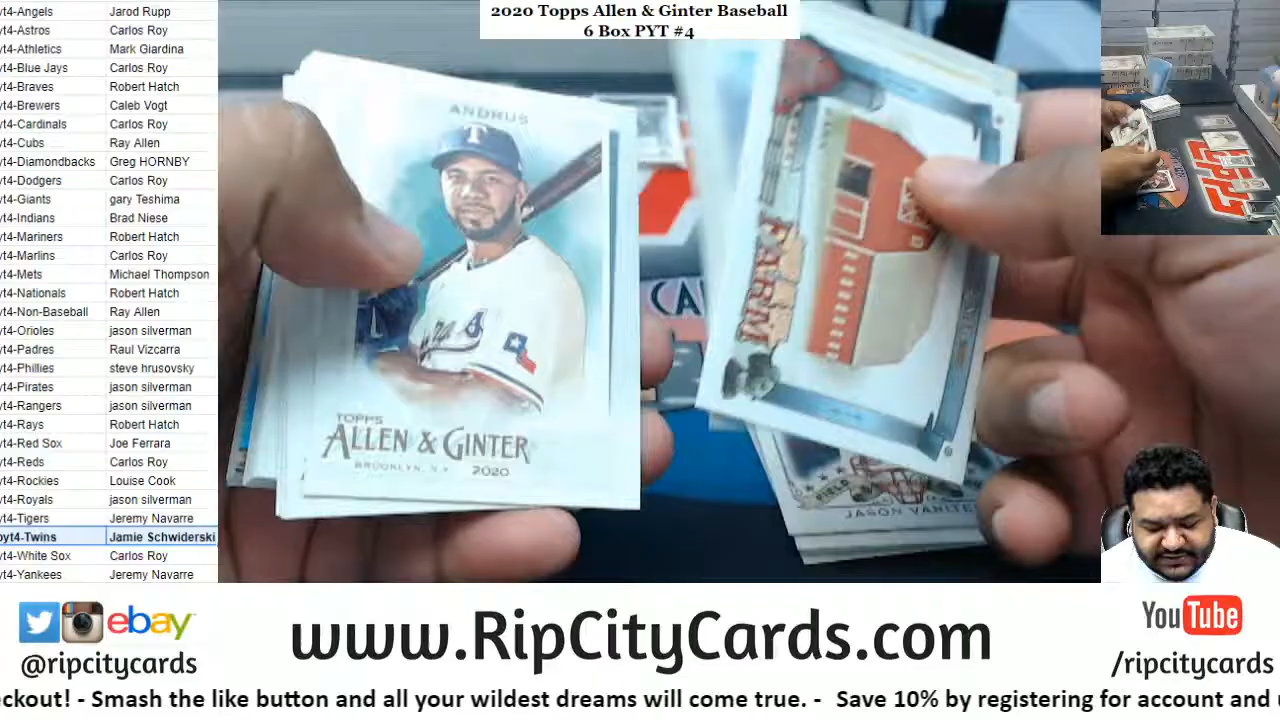 2020 Topps Allen & Ginter Baseball
6 Box PYT #4
yt4-Angels Jarod Rupp
yt4-Astros Carlos Roy
yt4-Athletics Mark Giardina
yt4-Blue Jays Carlos Roy
yt4-Braves Robert Hatch
yt4-Brewers Caleb Vogt
yt4-Cardinals Carlos Roy
yt4-Cubs Ray Allen
yt4-Diamondbacks Greg HORNBY
yt4-Dodgers Carlos Roy
yt4-Giants gary Teshima
yt4-Indians Brad Niese
yt4-Mariners Robert Hatch
yt4-Marlins Carlos Roy
yt4-Mets Michael Thompson
yt4-Nationals Robert Hatch
yt4-Non-Baseball Ray Allen
yt4-Orioles jason silverman
yt4-Padres Raul Vizcarra
yt4-Phillies steve hrusovsky
yt4-Pirates jason silverman
yt4-Rangers jason silverman
yt4-Rays Robert Hatch
yt4-Red Sox Joe Ferrara
yt4-Reds Carlos Roy
yt4-Rockies Louise Cook
yt4-Royals jason silverman
yt4-Tigers Jeremy Navarre
pyt4-Twins Jamie Schwiderski
yt4-White Sox Carlos Roy
yt4-Yankees Jeremy Navarre
ANDRUS
T
TOPPS
ALLEN & GINTER
BROOKLYN, N.Y. 2020
FARM
CAR
FIELD
ebay
@ripcitycards
www.RipCityCards.com
YouTube
/ripcitycards
eckout! - Smash the like button and all your wildest dreams will come true. - Save 10% by registering for account and